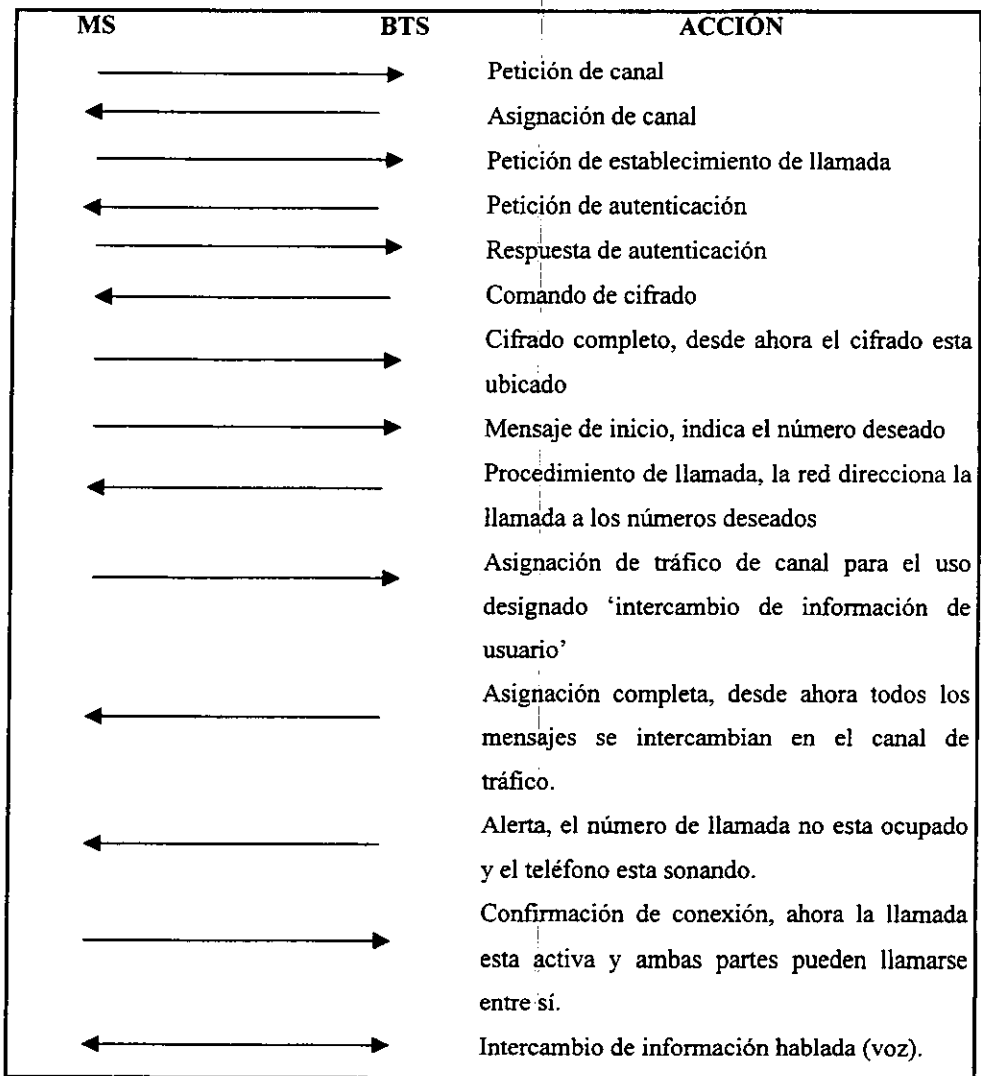 MS BTS ACCIÓN
Petición de canal
Asignación de canal
Petición de establecimiento de llamada
Petición de autenticación
Respuesta de autenticación
Comando de cifrado
Cifrado completo, desde ahora el cifrado esta
ubicado
Mensaje de inicio, indica el número deseado
Procedimiento de llamada, la red direcciona la
llamada a los números deseados
Asignación de tráfico de canal para el uso
designado ‘intercambio de información de
usuario’
Asignación completa, desde ahora todos los
mensajes se intercambian en el canal de
tráfico.
Alerta, el número de llamada no esta ocupado
y el teléfono esta sonando.
Confirmación de conexión, ahora la llamada
esta activa y ambas partes pueden llamarse
entre sí.
Intercambio de información hablada (voz).